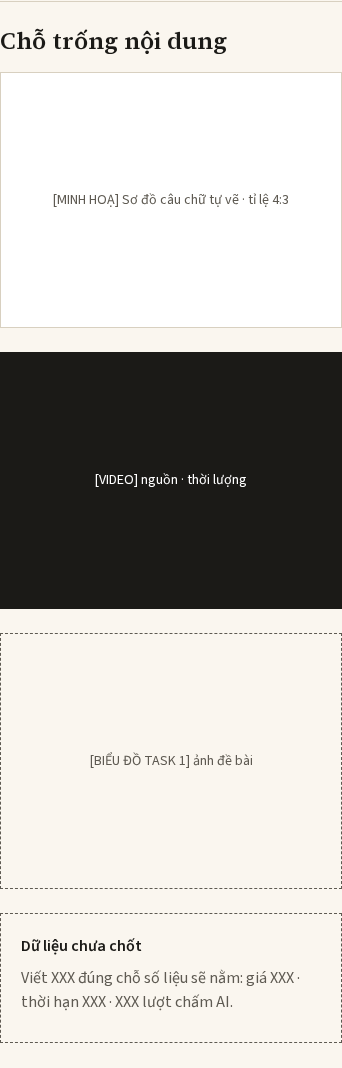 Chỗ trống nội dung
[MINH HOẠ] Sơ đồ câu chữ tự vẽ · tỉ lệ 4:3
[VIDEO] nguồn · thời lượng
[BIỂU ĐỒ TASK 1] ảnh đề bài
Dữ liệu chưa chốt
Viết XXX đúng chỗ số liệu sẽ nằm: giá XXX ·
thời hạn XXX · XXX lượt chấm AI.